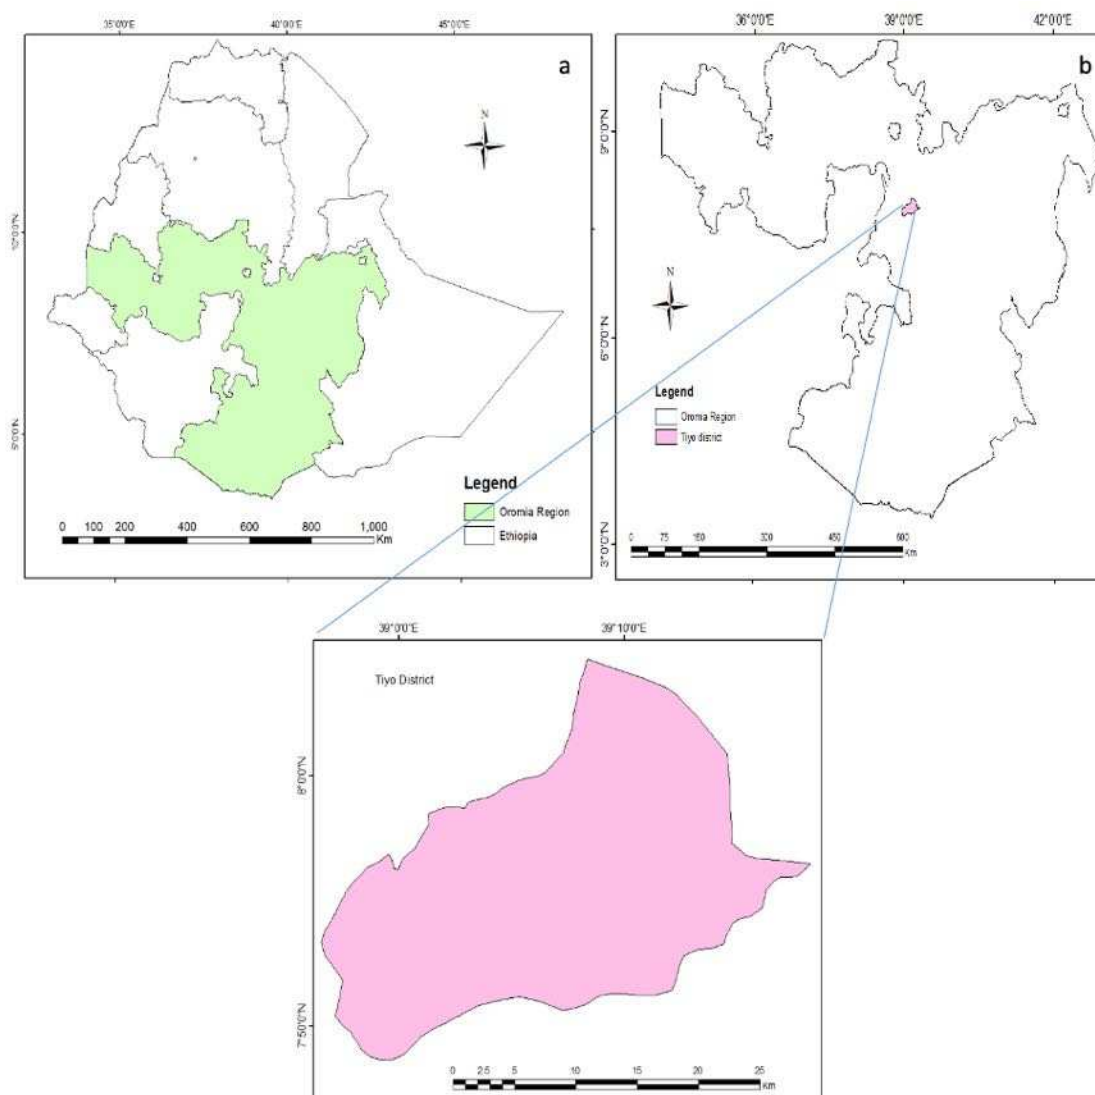 35°0'0"E 40°0'0"E 45°0'0"E
a
N
5°0'0"N
Legend
Oromia Region
Ethiopia
0 100 200 400 600 800 1,000
Km
36°0'0"E 39°0'0"E 42°0'0"E
b
9°0'0"N
N
6°0'0"N
Legend
Oromia Region
Tiyo district
3°0'0"N
0 75 150 300 450 600
Km
39°0'0"E 39°10'0"E
Tiyo District
8°0'0"N
7°50'0"N
0 2.5 5 10 15 20 25
Km